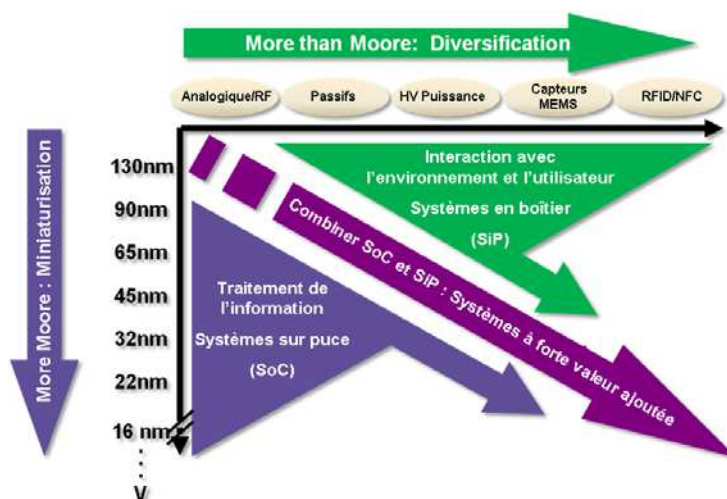 More than Moore: Diversification
Analogique/RF
Passifs
HV Puissance
Capteurs
MEMS
RFID/NFC
More Moore : Miniaturisation
130nm
90nm
65nm
45nm
32nm
22nm
16 nm
V
Interaction avec
l'environnement et l'utilisateur
Systèmes en boîtier
(SiP)
Combiner SoC et SiP : Systèmes à forte valeur ajoutée
Traitement de
l'information
Systèmes sur puce
(SoC)